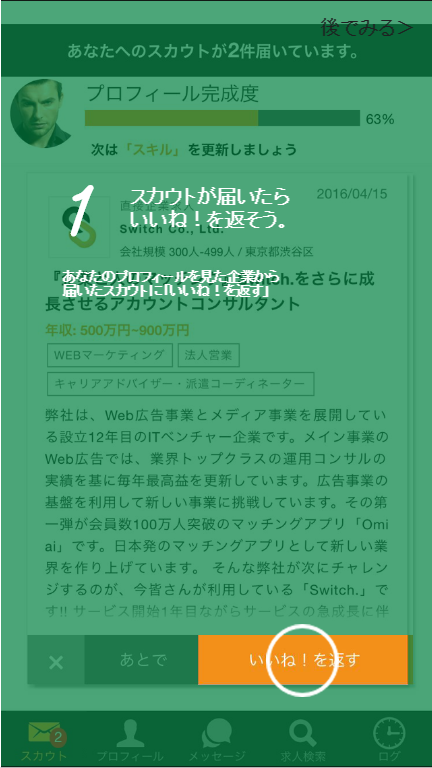 後でみる＞
あなたへのスカウトが2件届いています。
プロフィール完成度
63%
次は「スキル」を更新しましょう
1
スカウトが届いたら
いいね！を返そう。
2016/04/15
直接企業求人
Switch Co., Ltd.
会社規模 300人-499人 / 東京都渋谷区
あなたのプロフィールを見た企業から
届いたスカウトに「いいね！を返す」
h.をさらに成
長させるアカウントコンサルタント
年収: 500万円~900万円
WEBマーケティング
法人営業
キャリアアドバイザー・派遣コーディネーター
弊社は、Web広告事業とメディア事業を展開してい
る設立12年目のITベンチャー企業です。メイン事業の
Web広告では、業界トップクラスの運用コンサルの
実績を基に毎年最高益を更新しています。広告事業の
基盤を利用して新しい事業に挑戦しています。その第
一弾が会員数100万人突破のマッチングアプリ「Omi
ai」です。日本発のマッチングアプリとして新しい業
界を作り上げています。 そんな弊社が次にチャレン
ジするのが、今皆さんが利用している「Switch.」で
す!! サービス開始1年目ながらサービスの急成長に伴
×
あとで
いいね！を返す
2
スカウト
プロフィール
メッセージ
求人検索
ログ